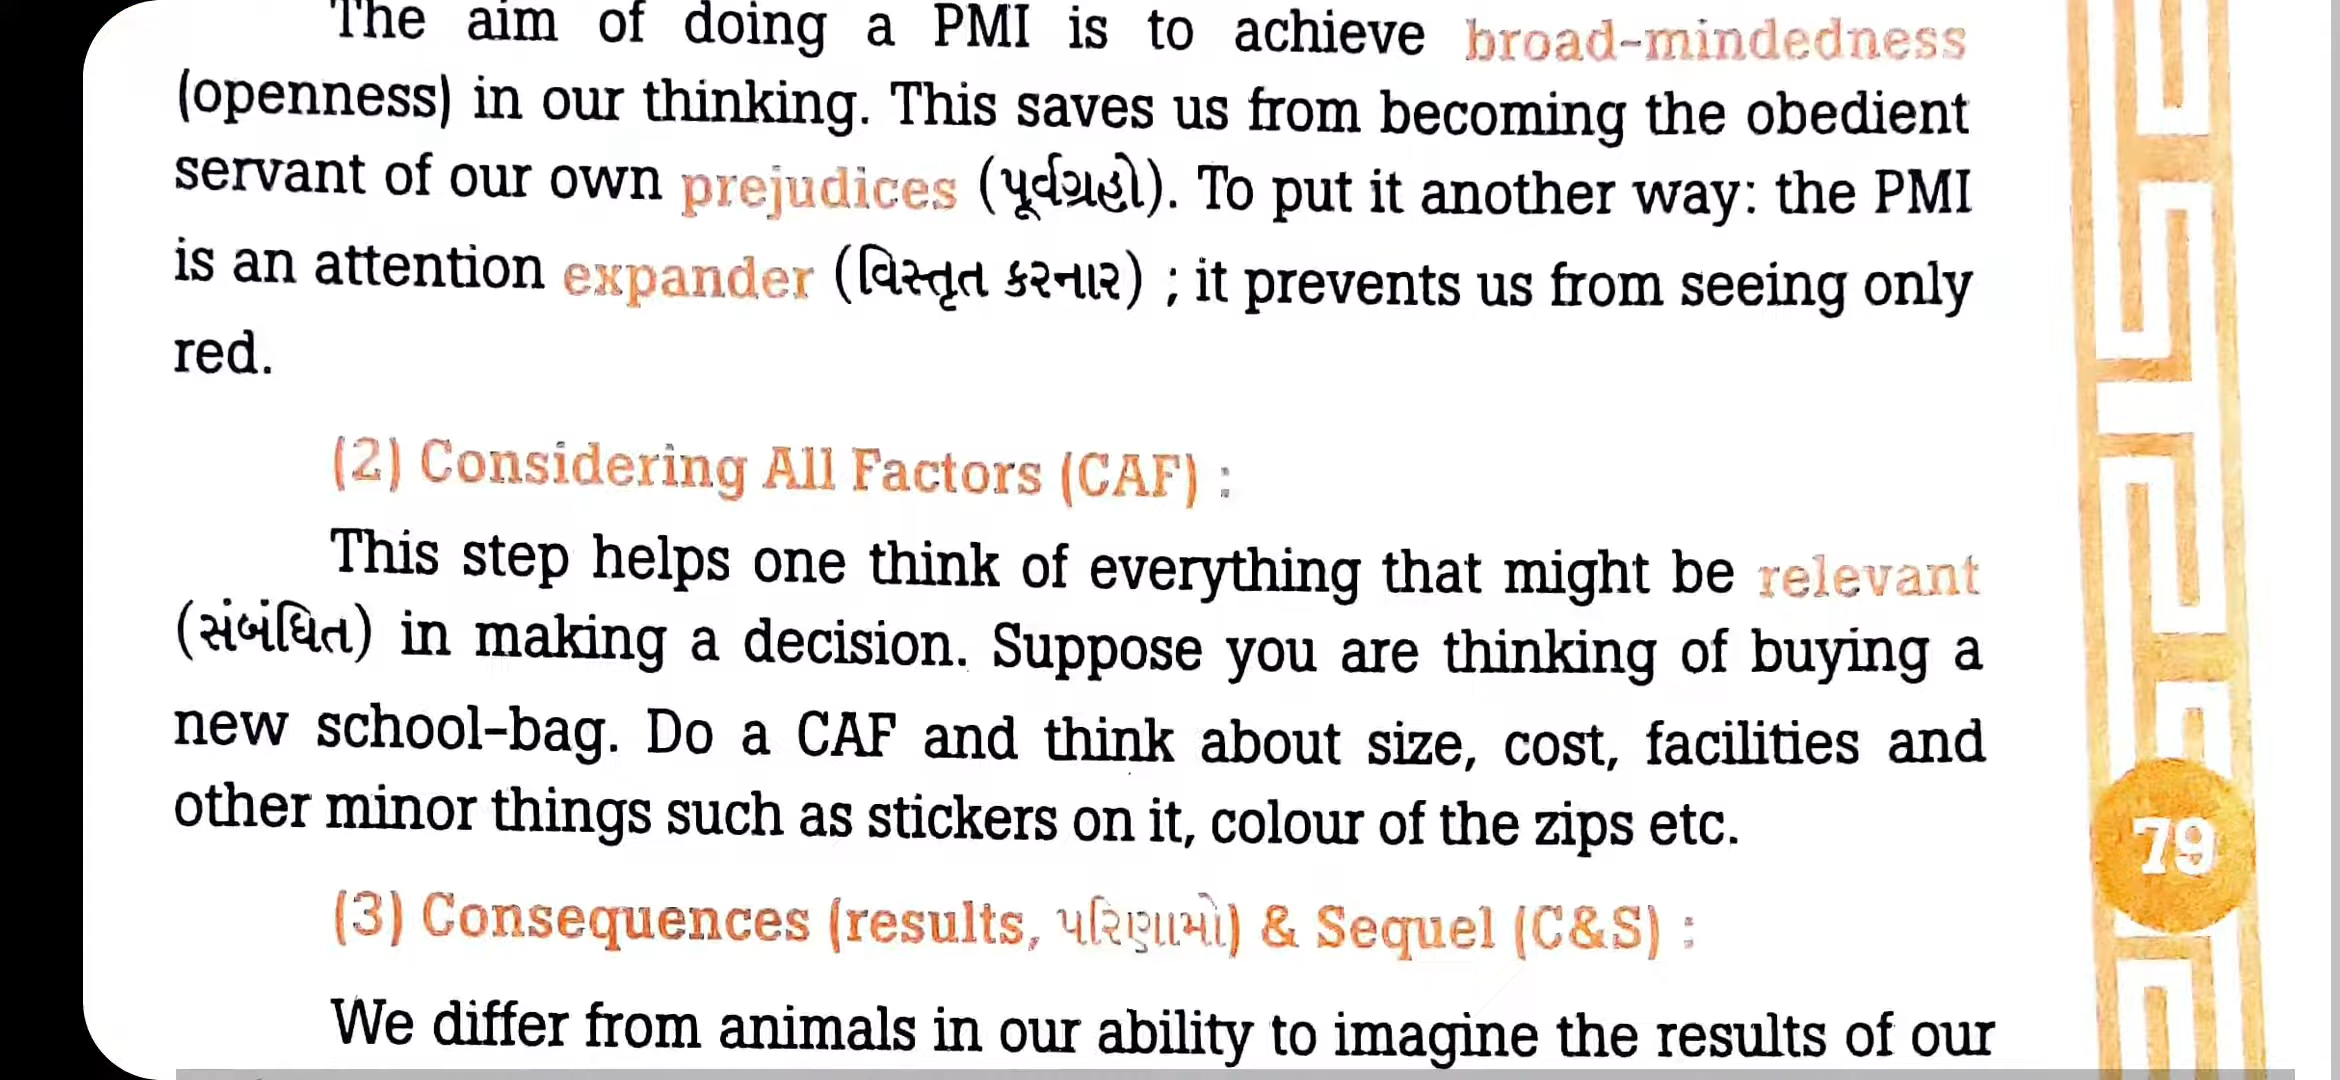 The aim of doing a PMI is to achieve broad-mindedness
(openness) in our thinking. This saves us from becoming the obedient
servant of our own prejudices (પૂર્વગ્રહો). To put it another way: the PMI
is an attention expander (વિસ્તૃત કરનાર) ; it prevents us from seeing only
red.
(2) Considering All Factors (CAF) :
This step helps one think of everything that might be relevant
(સંબંધિત) in making a decision. Suppose you are thinking of buying a
new school-bag. Do a CAF and think about size, cost, facilities and
other minor things such as stickers on it, colour of the zips etc.
79
(3) Consequences (results, પરિણામો) & Sequel (C&S) :
We differ from animals in our ability to imagine the results of our